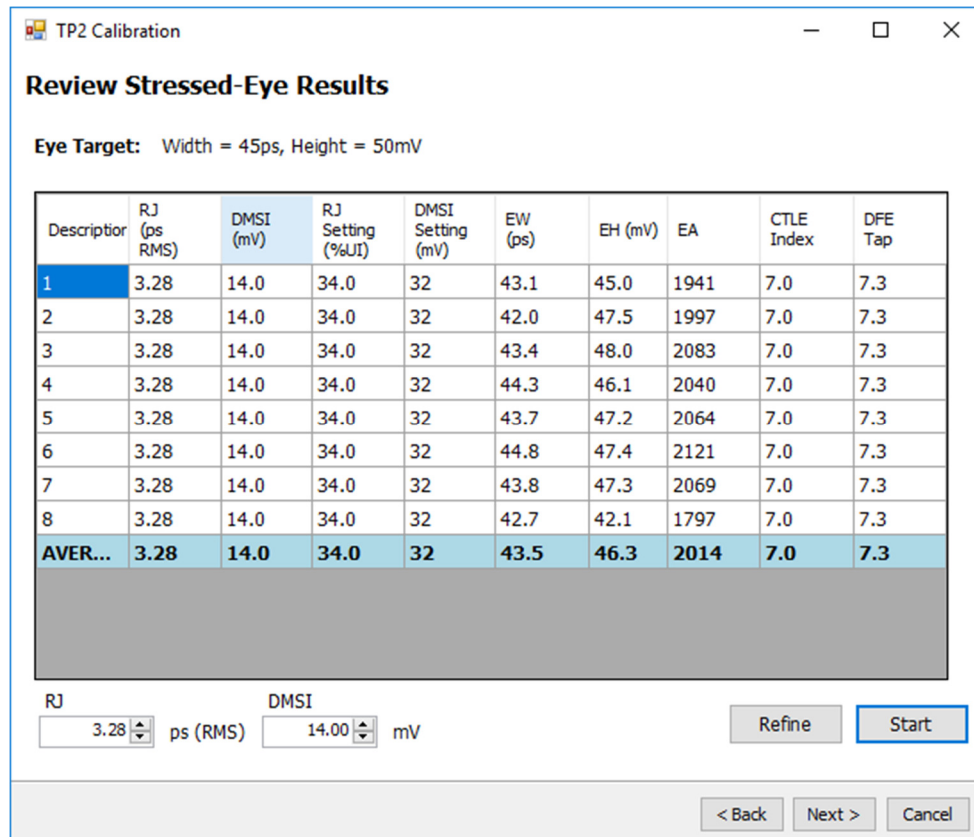 TP2 Calibration
Review Stressed-Eye Results
Eye Target: Width = 45ps, Height = 50mV
Description RJ (ps RMS) DMSI (mV) RJ Setting (%UI) DMSI Setting (mV) EW (ps) EH (mV) EA CTLE Index DFE Tap
1 3.28 14.0 34.0 32 43.1 45.0 1941 7.0 7.3
2 3.28 14.0 34.0 32 42.0 47.5 1997 7.0 7.3
3 3.28 14.0 34.0 32 43.4 48.0 2083 7.0 7.3
4 3.28 14.0 34.0 32 44.3 46.1 2040 7.0 7.3
5 3.28 14.0 34.0 32 43.7 47.2 2064 7.0 7.3
6 3.28 14.0 34.0 32 44.8 47.4 2121 7.0 7.3
7 3.28 14.0 34.0 32 43.8 47.3 2069 7.0 7.3
8 3.28 14.0 34.0 32 42.7 42.1 1797 7.0 7.3
AVER... 3.28 14.0 34.0 32 43.5 46.3 2014 7.0 7.3
RJ DMSI
3.28 ps (RMS) 14.00 mV Refine Start
< Back Next > Cancel